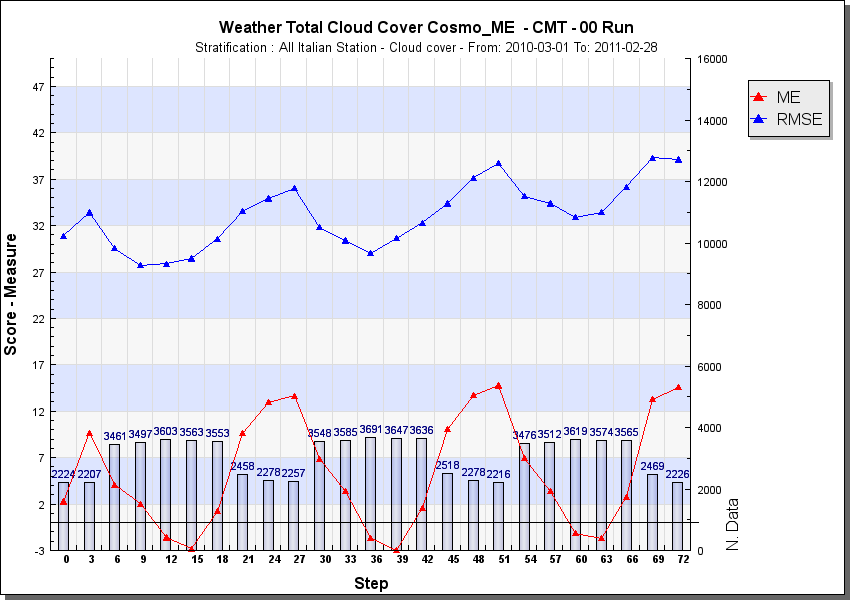 Weather Total Cloud Cover Cosmo_ME - CMT - 00 Run
Stratification : All Italian Station - Cloud cover - From: 2010-03-01 To: 2011-02-28
ME
RMSE
Score - Measure
47
42
37
32
27
22
17
12
7
2
-3
16000
14000
12000
10000
8000
6000
4000
2000
0
N. Data
2224 2207 3461 3497 3603 3563 3553 2458 2278 2257 3548 3585 3691 3647 3636 2518 2278 2216 3476 3512 3619 3574 3565 2469 2226
0 3 6 9 12 15 18 21 24 27 30 33 36 39 42 45 48 51 54 57 60 63 66 69 72
Step